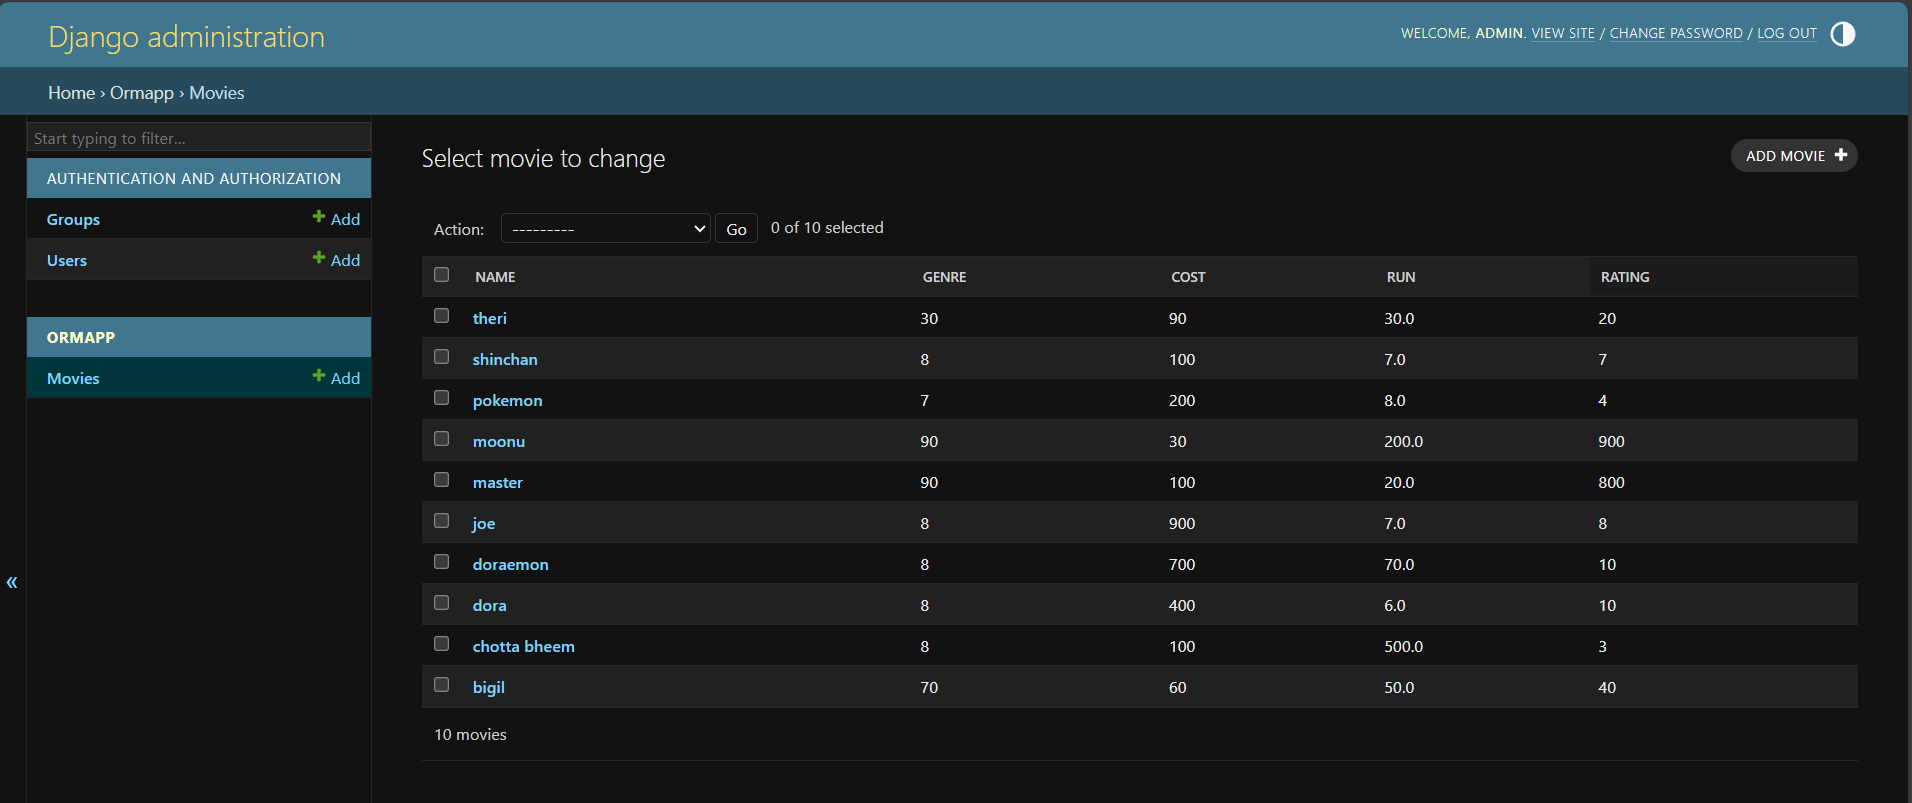 Django administration
WELCOME, ADMIN. VIEW SITE / CHANGE PASSWORD / LOG OUT
Home › Ormapp › Movies
Start typing to filter...
AUTHENTICATION AND AUTHORIZATION
Groups + Add
Users + Add
ORMAPP
Movies + Add
«
Select movie to change
ADD MOVIE +
Action: --------- Go 0 of 10 selected
NAME GENRE COST RUN RATING
theri 30 90 30.0 20
shinchan 8 100 7.0 7
pokemon 7 200 8.0 4
moonu 90 30 200.0 900
master 90 100 20.0 800
joe 8 900 7.0 8
doraemon 8 700 70.0 10
dora 8 400 6.0 10
chotta bheem 8 100 500.0 3
bigil 70 60 50.0 40
10 movies